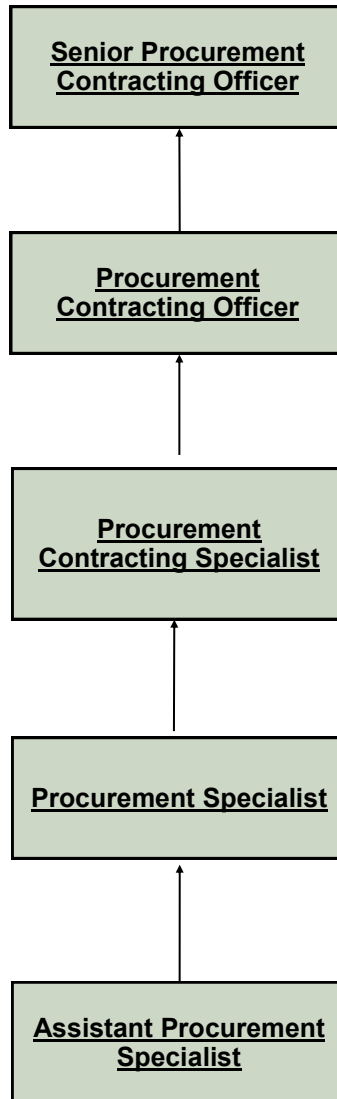 Senior Procurement
Contracting Officer
Procurement
Contracting Officer
Procurement
Contracting Specialist
Procurement Specialist
Assistant Procurement
Specialist